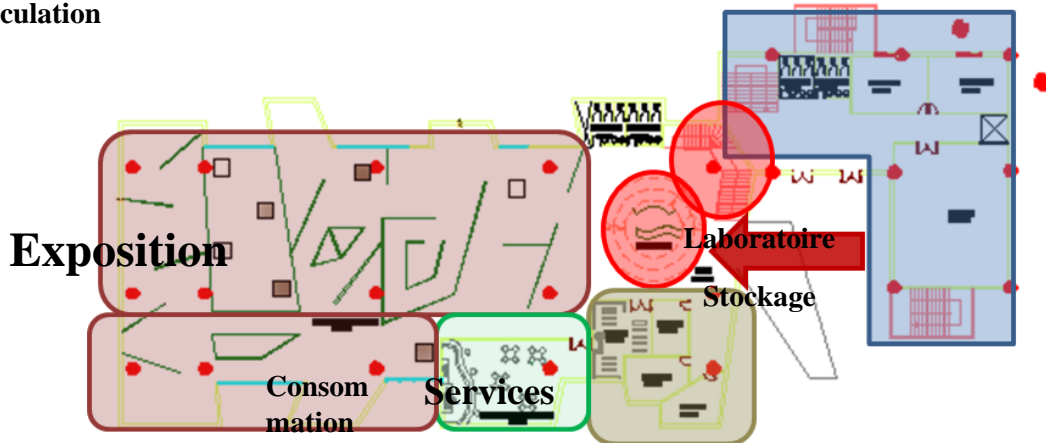 culation
Laboratoire
Exposition
Stockage
Consom
mation
Services